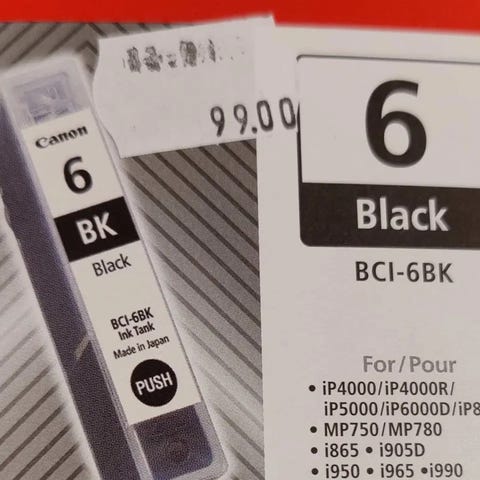 99.00
Canon
6
BK
Black
BCI-6BK
Ink Tank
Made in Japan
PUSH
6
Black
BCI-6BK
For/Pour
• iP4000/iP4000R/
iP5000/iP6000D/iP8
• MP750/MP780
• i865 • i905D
• i950 • i965 •i990